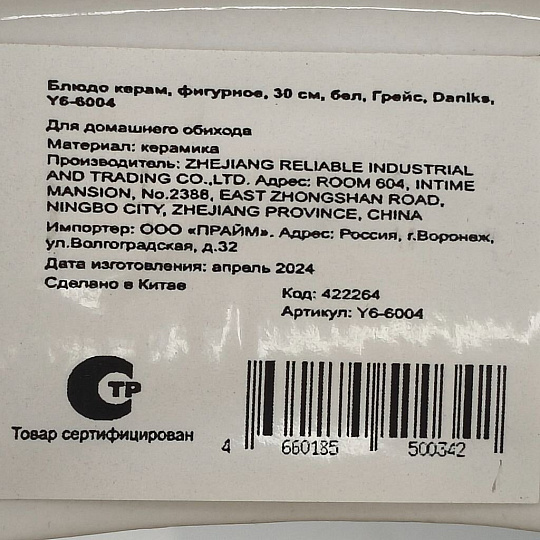 Блюдо керам, фигурное, 30 см, бел, Грейс, Daniks,
Y6-6004
Для домашнего обихода
Материал: керамика
Производитель: ZHEJIANG RELIABLE INDUSTRIAL
AND TRADING CO.,LTD. Адрес: ROOM 604, INTIME
MANSION, No.2388, EAST ZHONGSHAN ROAD,
NINGBO CITY, ZHEJIANG PROVINCE, CHINA
Импортер: ООО «ПРАЙМ». Адрес: Россия, г.Воронеж,
ул.Волгоградская, д.32
Дата изготовления: апрель 2024
Сделано в Китае
Код: 422264
Артикул: Y6-6004
СТР
Товар сертифицирован
4 660185 500342